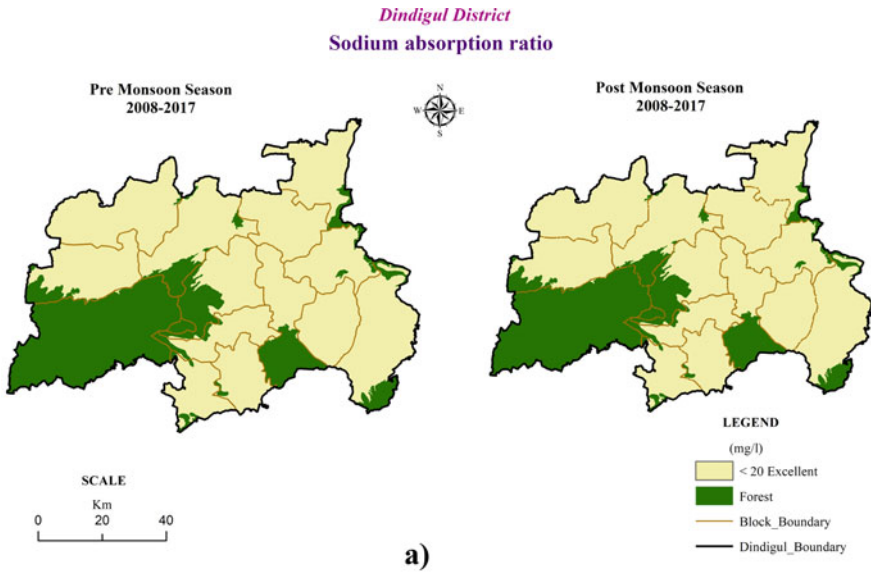 Dindigul District
Sodium absorption ratio
Pre Monsoon Season
2008-2017
N
W E
S
Post Monsoon Season
2008-2017
LEGEND
(mg/l)
< 20 Excellent
Forest
Block_Boundary
Dindigul_Boundary
SCALE
Km
0 20 40
a)